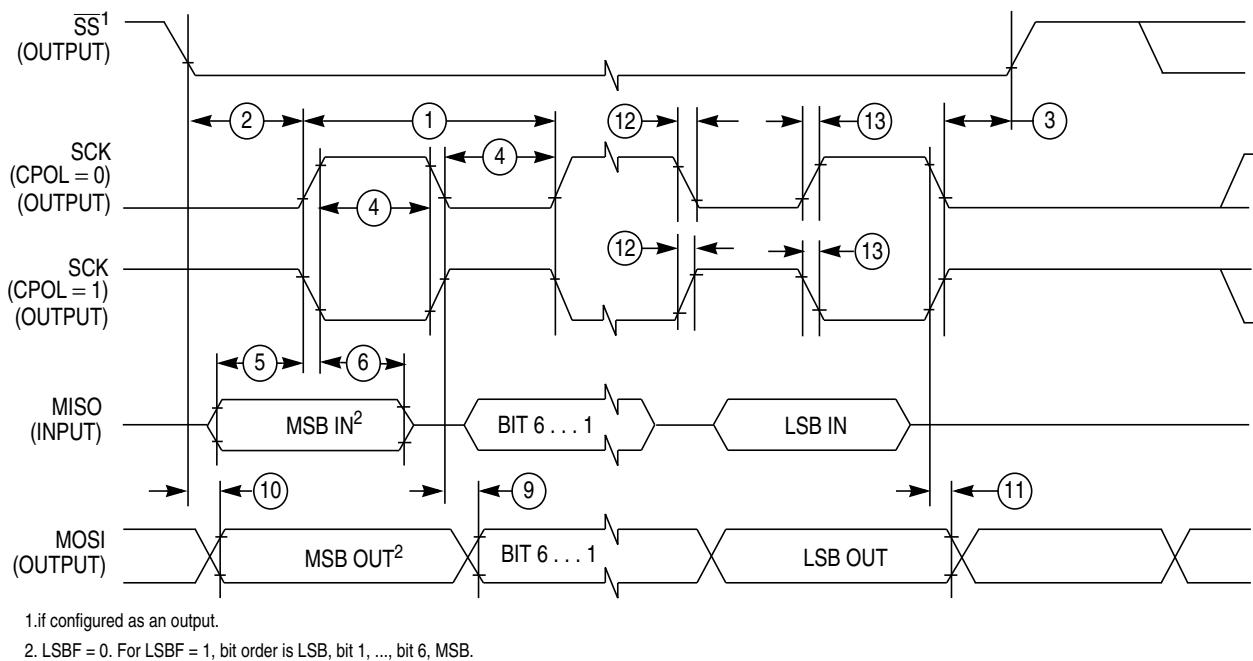 SS¹
(OUTPUT)
2
1
12
13
3
SCK
(CPOL = 0)
(OUTPUT)
4
4
12
13
SCK
(CPOL = 1)
(OUTPUT)
5
6
MISO
(INPUT)
MSB IN²
BIT 6 . . . 1
LSB IN
10
9
11
MOSI
(OUTPUT)
MSB OUT²
BIT 6 . . . 1
LSB OUT
1.if configured as an output.
2. LSBF = 0. For LSBF = 1, bit order is LSB, bit 1, ..., bit 6, MSB.